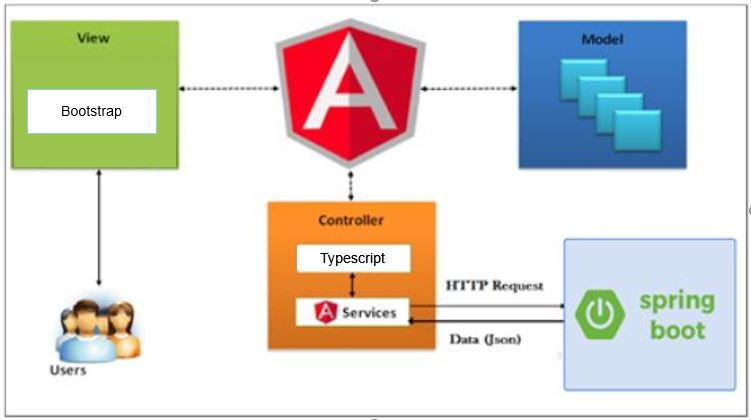 View
Bootstrap
A
Model
Controller
Typescript
A Services
HTTP Request
Data (Json)
spring
boot
Users